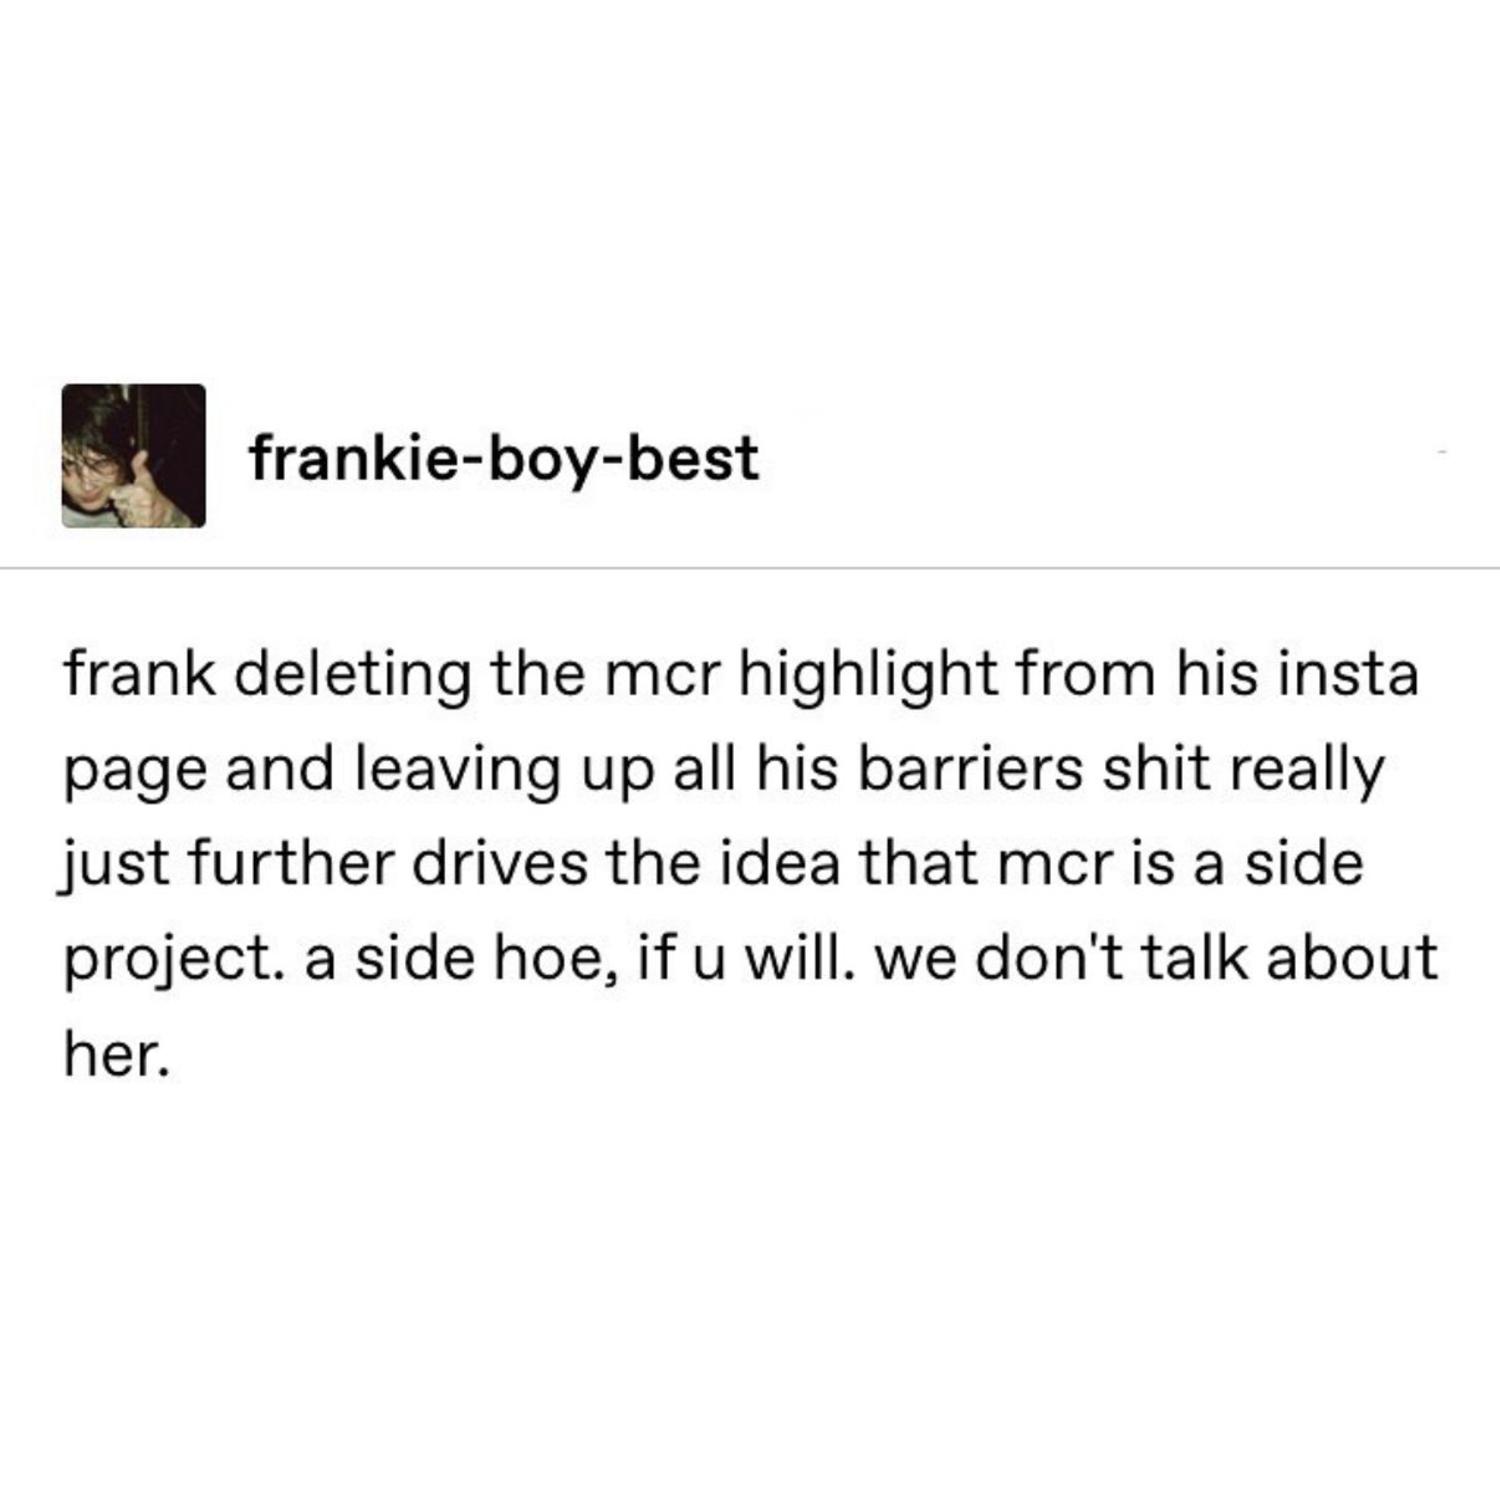 frankie-boy-best
frank deleting the mcr highlight from his insta
page and leaving up all his barriers shit really
just further drives the idea that mcr is a side
project. a side hoe, if u will. we don't talk about
her.